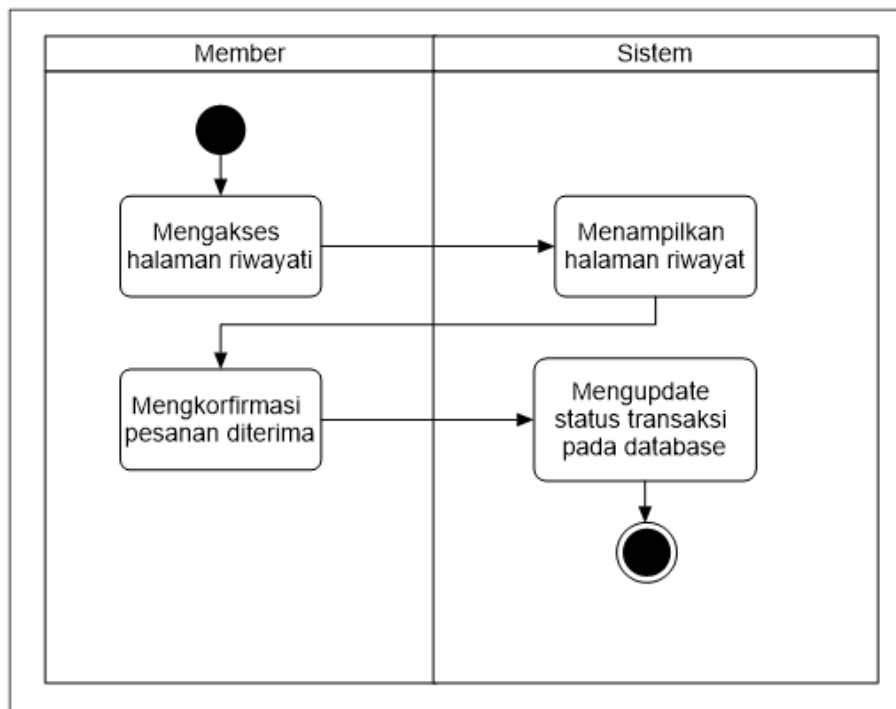 Member
Sistem
Mengakses
halaman riwayati
Menampilkan
halaman riwayat
Mengkorfirmasi
pesanan diterima
Mengupdate
status transaksi
pada database